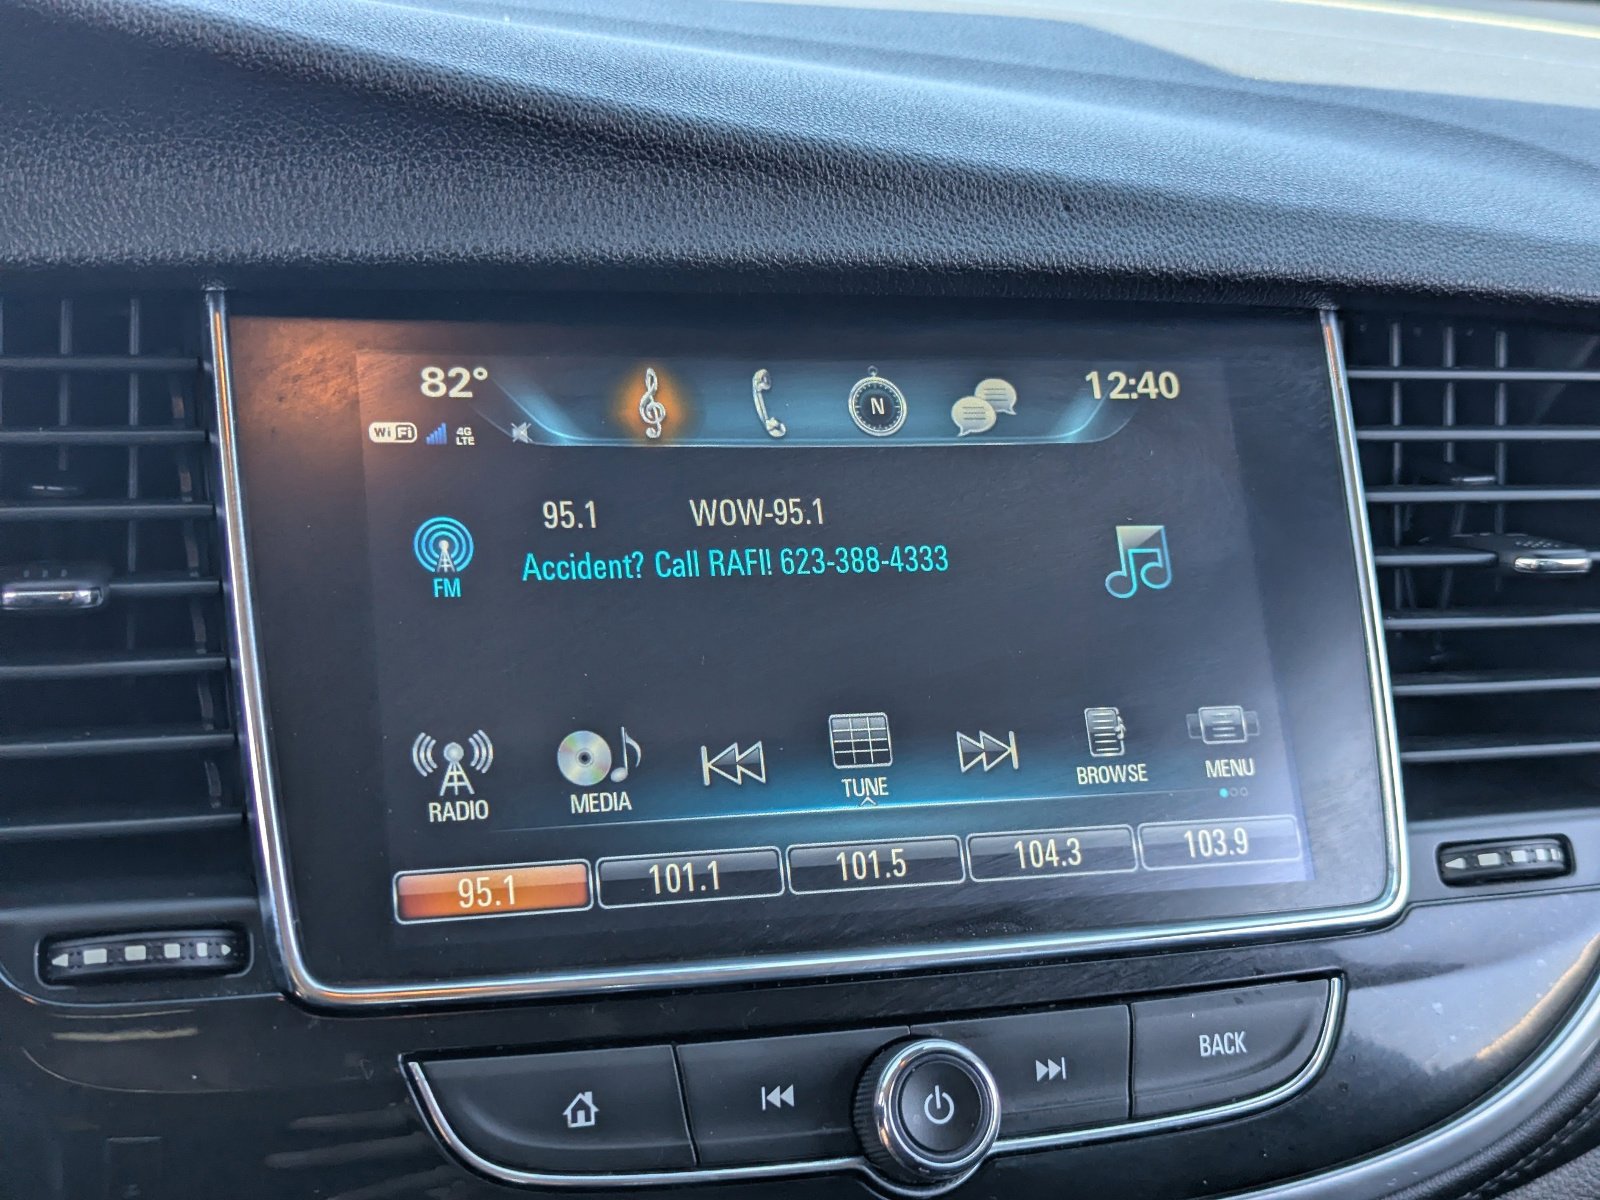 82°
12:40
WiFi
4G
LTE
N
95.1 WOW-95.1
Accident? Call RAFI! 623-388-4333
FM
RADIO
MEDIA
TUNE
BROWSE
MENU
95.1
101.1
101.5
104.3
103.9
BACK